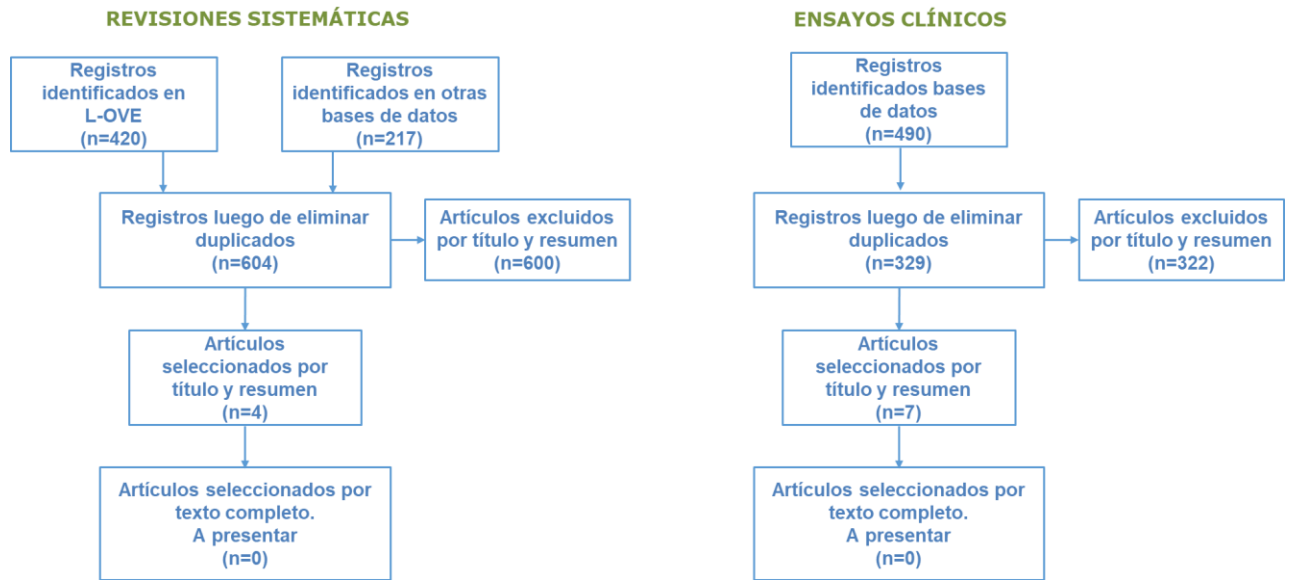 REVISIONES SISTEMÁTICAS
Registros
identificados en
L-OVE
(n=420)
Registros
identificados en otras
bases de datos
(n=217)
Registros luego de eliminar
duplicados
(n=604)
Artículos excluidos
por título y resumen
(n=600)
Artículos
seleccionados por
título y resumen
(n=4)
Artículos seleccionados por
texto completo.
A presentar
(n=0)
ENSAYOS CLÍNICOS
Registros
identificados bases
de datos
(n=490)
Registros luego de eliminar
duplicados
(n=329)
Artículos excluidos
por título y resumen
(n=322)
Artículos
seleccionados por
título y resumen
(n=7)
Artículos seleccionados por
texto completo.
A presentar
(n=0)